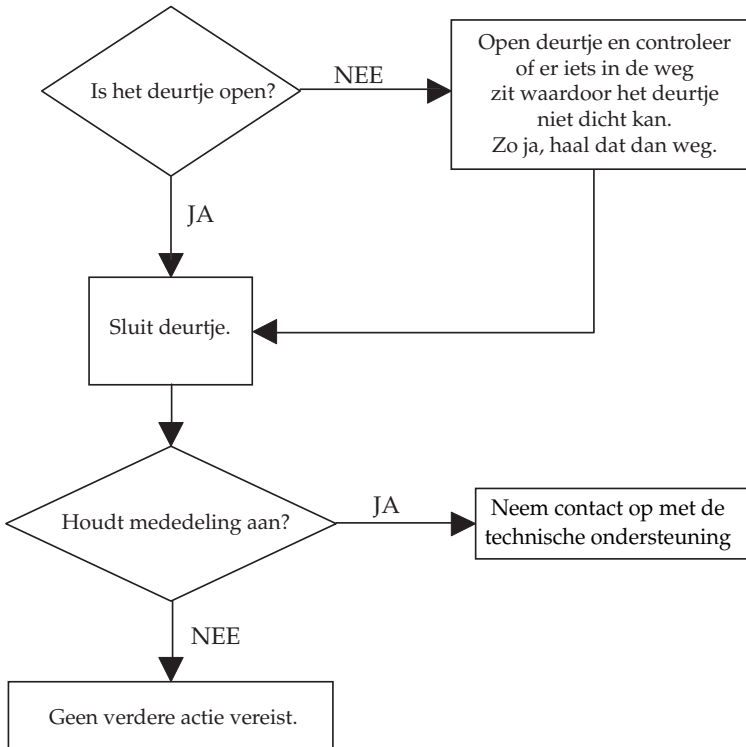 Is het deurtje open?
NEE
Open deurtje en controleer
of er iets in de weg
zit waardoor het deurtje
niet dicht kan.
Zo ja, haal dat dan weg.
JA
Sluit deurtje.
Houdt mededeling aan?
JA
Neem contact op met de
technische ondersteuning
NEE
Geen verdere actie vereist.